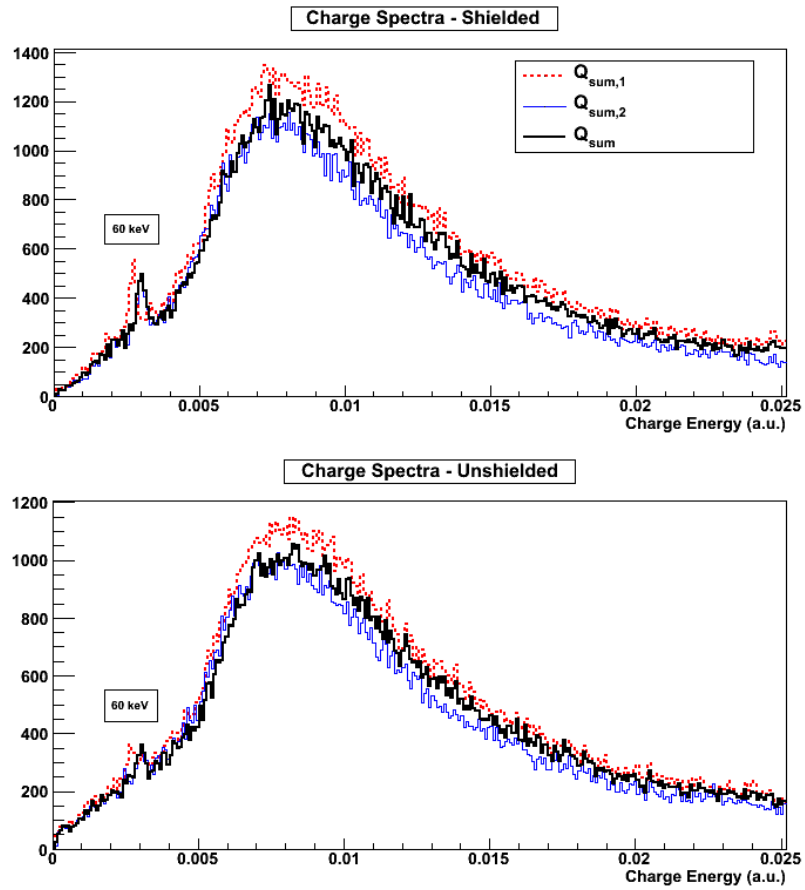 Charge Spectra - Shielded
1400
1200
1000
800
600
400
200
0
Q_sum,1
Q_sum,2
Q_sum
60 keV
0 0.005 0.01 0.015 0.02 0.025
Charge Energy (a.u.)
Charge Spectra - Unshielded
1200
1000
800
600
400
200
0
60 keV
0 0.005 0.01 0.015 0.02 0.025
Charge Energy (a.u.)